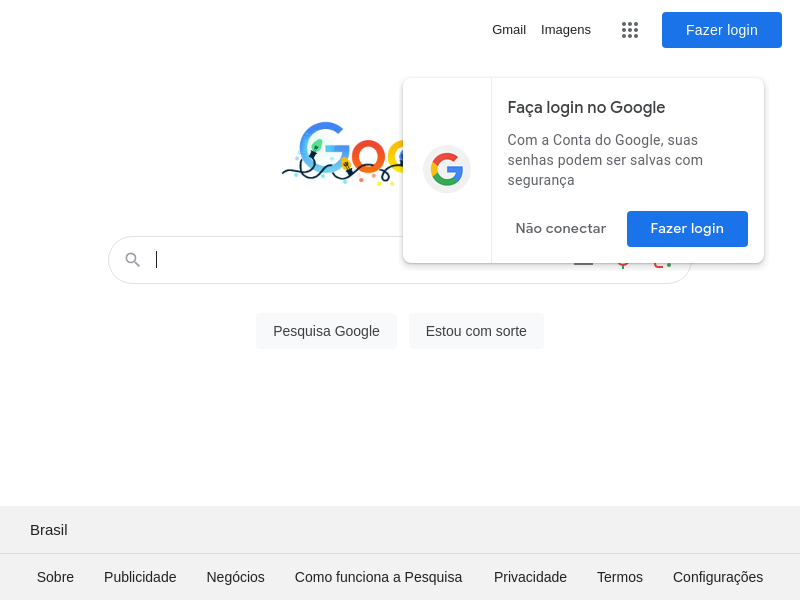 Gmail Imagens Fazer login
Faça login no Google
Com a Conta do Google, suas
senhas podem ser salvas com
segurança
Não conectar Fazer login
Pesquisa Google Estou com sorte
Brasil
Sobre Publicidade Negócios Como funciona a Pesquisa Privacidade Termos Configurações